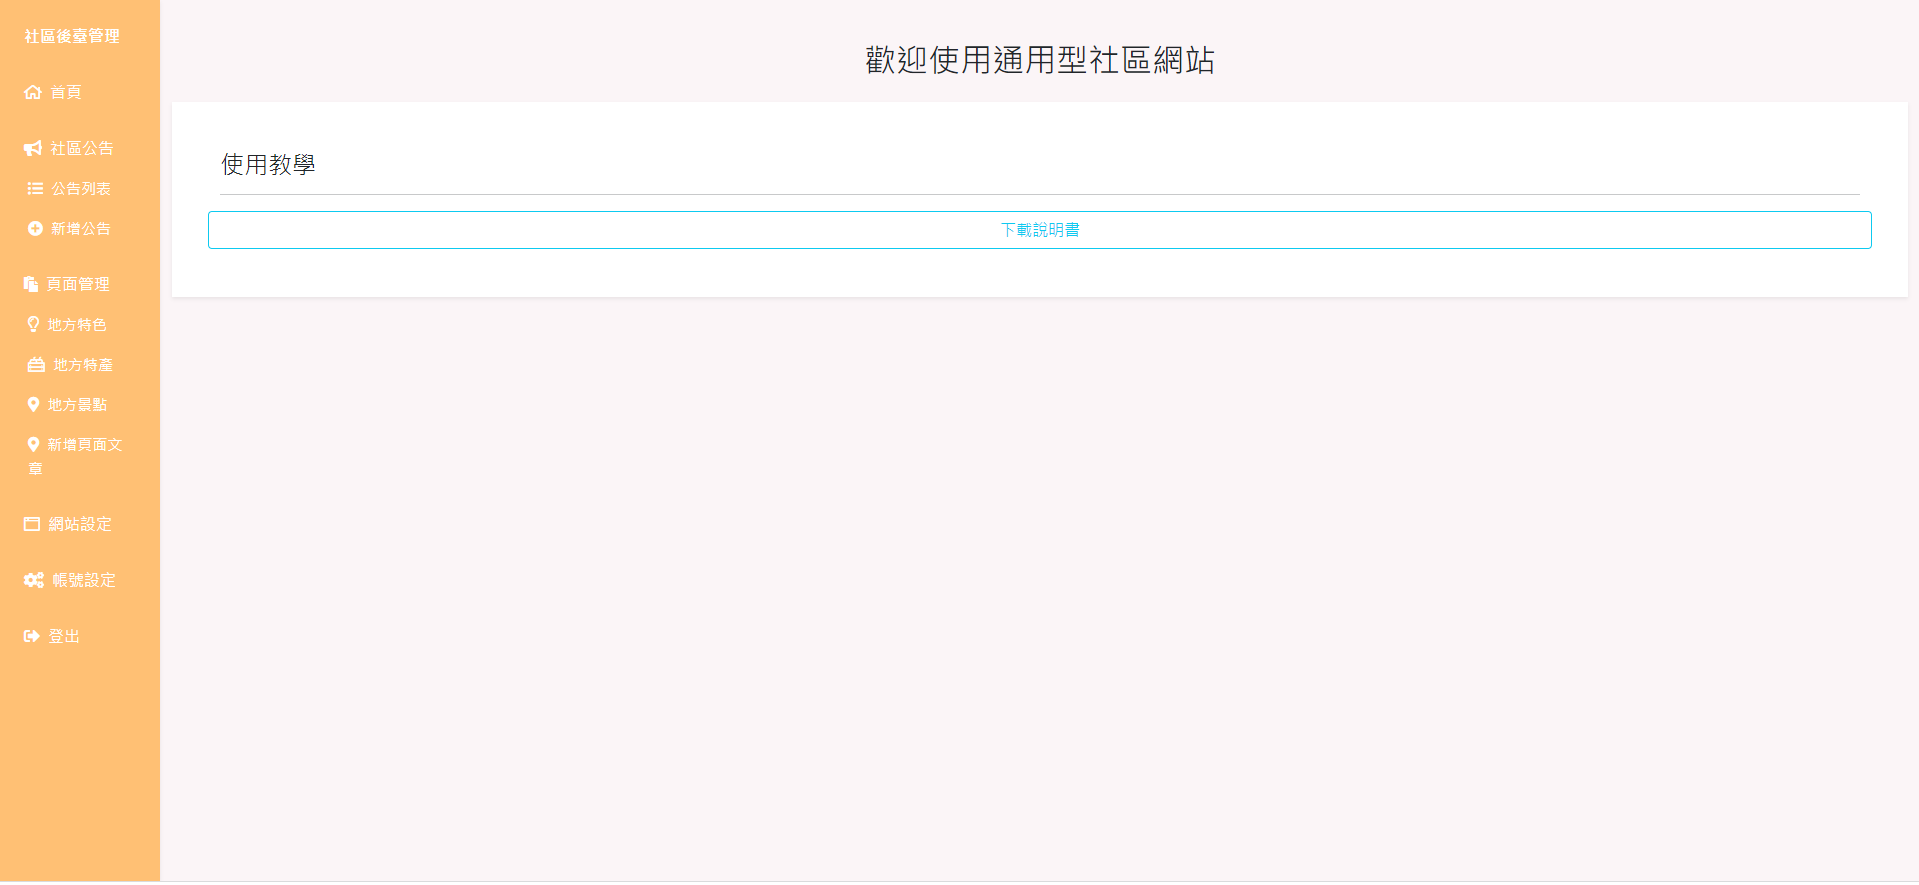 社區後臺管理
首頁
社區公告
公告列表
新增公告
頁面管理
地方特色
地方特產
地方景點
新增頁面文
章
網站設定
帳號設定
登出
歡迎使用通用型社區網站
使用教學
下載說明書